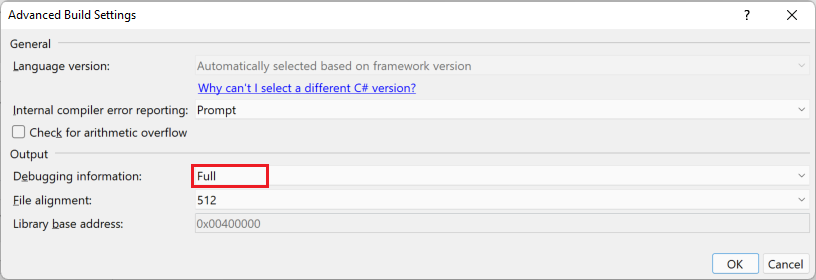 Advanced Build Settings
?
General
Language version: Automatically selected based on framework version
Why can't I select a different C# version?
Internal compiler error reporting: Prompt
Check for arithmetic overflow
Output
Debugging information: Full
File alignment: 512
Library base address: 0x00400000
OK Cancel